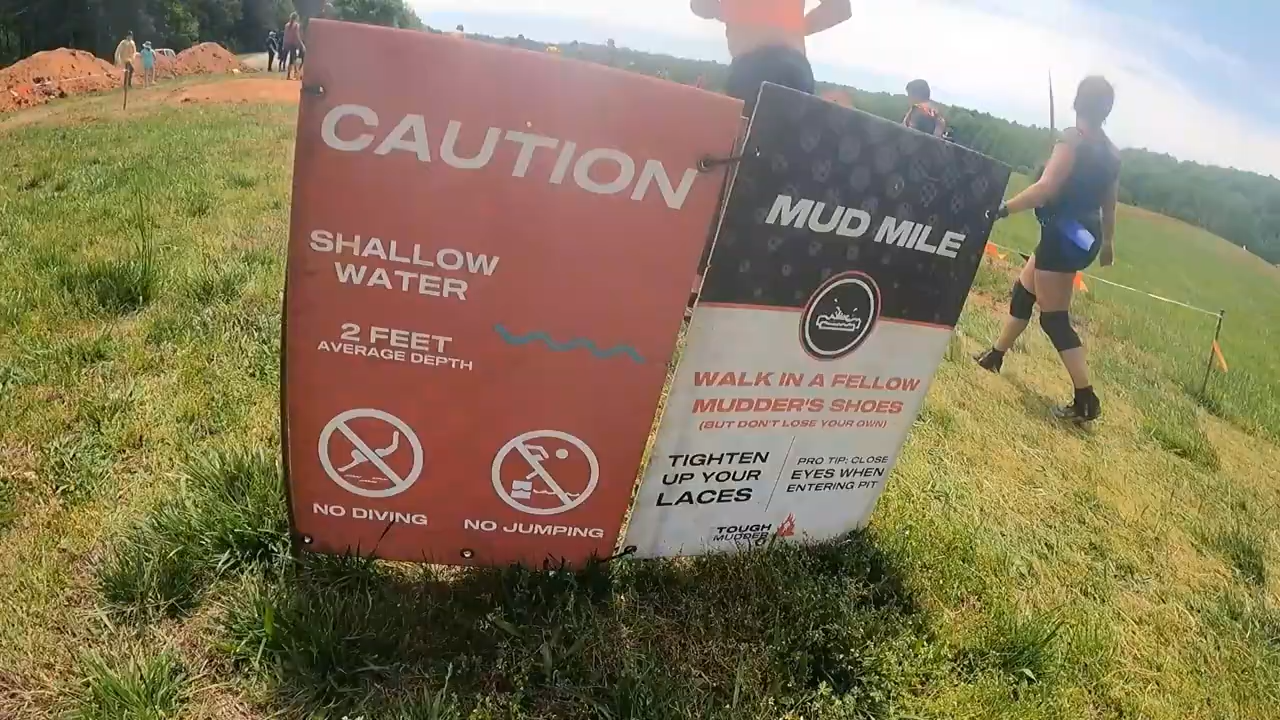 CAUTION
SHALLOW
WATER
2 FEET
AVERAGE DEPTH
NO DIVING
NO JUMPING
MUD MILE
WALK IN A FELLOW
MUDDER'S SHOES
(BUT DON'T LOSE YOUR OWN)
TIGHTEN
UP YOUR
LACES
PRO TIP: CLOSE
EYES WHEN
ENTERING PIT
TOUGH
MUDDER